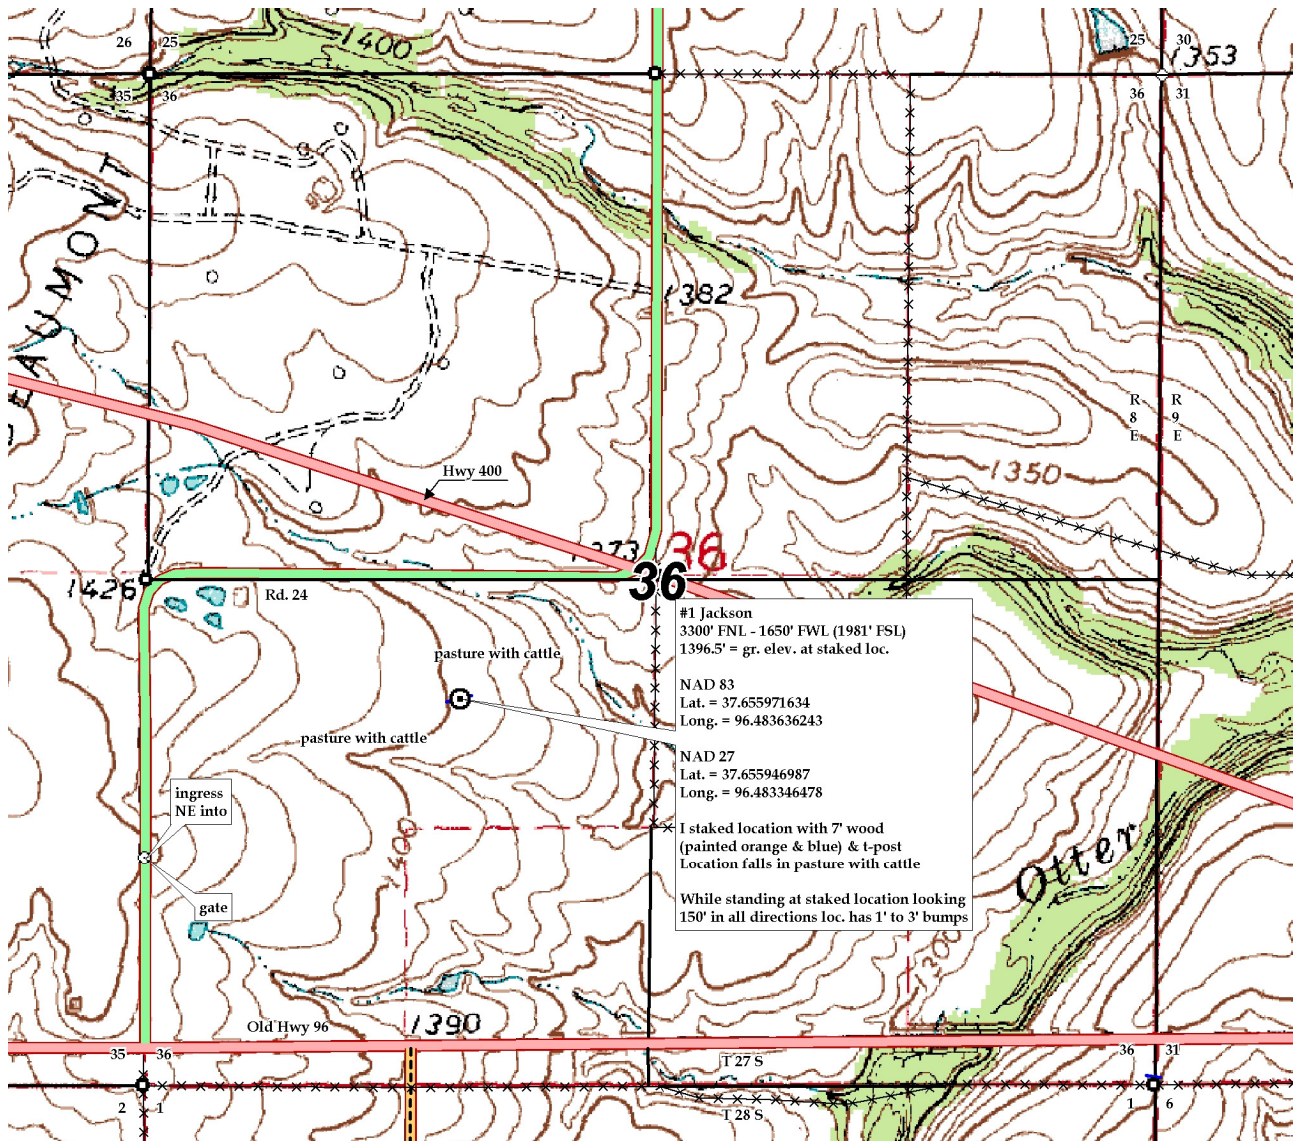 26 25
1400
25 30
1353
35 36
36 31
BEAUMONT
1382
R R
8 9
E E
Hwy 400
1350
1373
36
36
1426
Rd. 24
#1 Jackson
3300' FNL - 1650' FWL (1981' FSL)
1396.5' = gr. elev. at staked loc.
pasture with cattle
NAD 83
Lat. = 37.655971634
Long. = 96.483636243
pasture with cattle
NAD 27
Lat. = 37.655946987
Long. = 96.483346478
ingress
NE into
I staked location with 7' wood
(painted orange & blue) & t-post
Location falls in pasture with cattle
Otter
gate
While standing at staked location looking
150' in all directions loc. has 1' to 3' bumps
1300
1390
Old Hwy 96
35 36
36 31
T 27 S
2 1
1 6
T 28 S